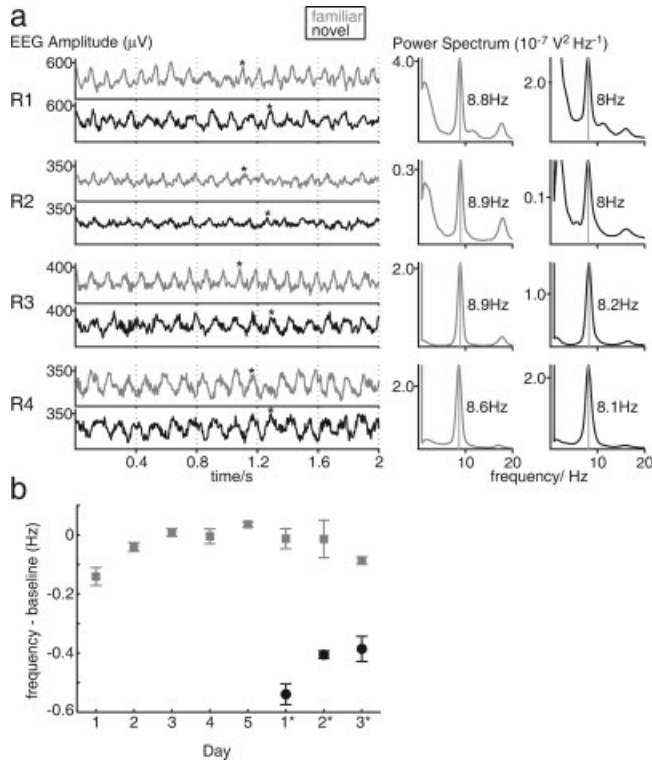 a
familiar
novel
EEG Amplitude (μV)
Power Spectrum (10-7 V2 Hz-1)
R1
600
600
*
*
4.0
8.8Hz
2.0
8Hz
R2
350
350
*
*
0.3
8.9Hz
0.1
8Hz
R3
400
400
*
*
2.0
8.9Hz
1.0
8.2Hz
R4
350
350
*
*
2.0
8.6Hz
2.0
8.1Hz
0.4 0.8 1.2 1.6 2
time/s
10 20
10 20
frequency/ Hz
b
frequency - baseline (Hz)
0
-0.2
-0.4
-0.6
1 2 3 4 5 1* 2* 3*
Day